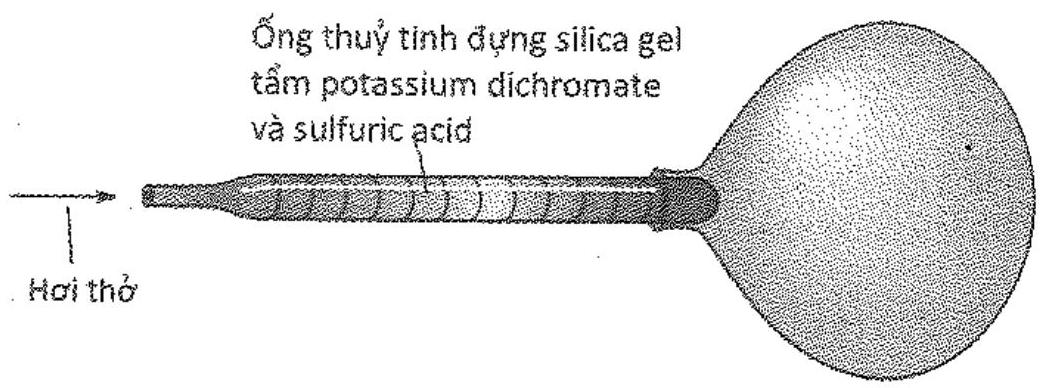 Ống thuỷ tinh đựng silica gel
tẩm potassium dichromate
và sulfuric acid
Hơi thở